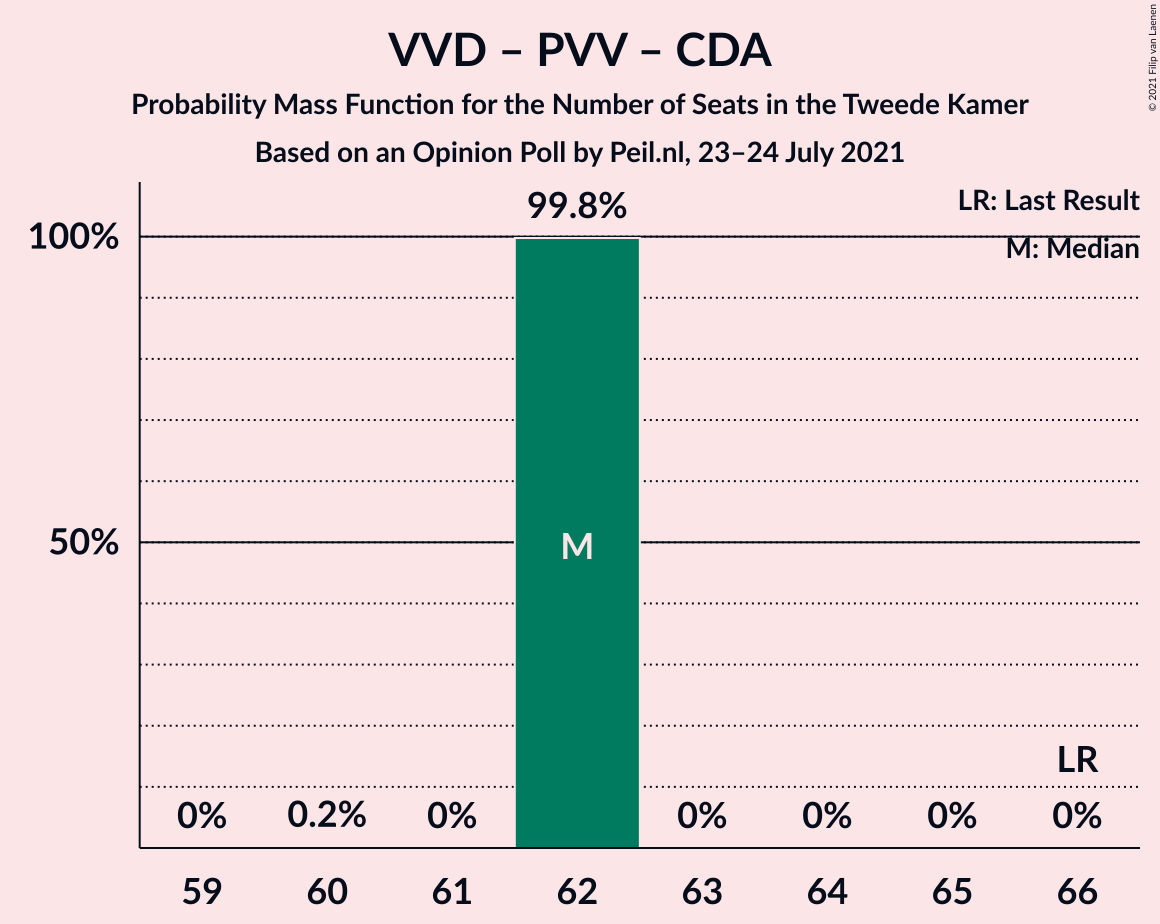 VVD – PVV – CDA
Probability Mass Function for the Number of Seats in the Tweede Kamer
Based on an Opinion Poll by Peil.nl, 23–24 July 2021
© 2021 Filip van Laenen
LR: Last Result
M: Median
99.8%
100%
50%
M
LR
0% 0.2% 0% 0% 0% 0% 0%
59 60 61 62 63 64 65 66